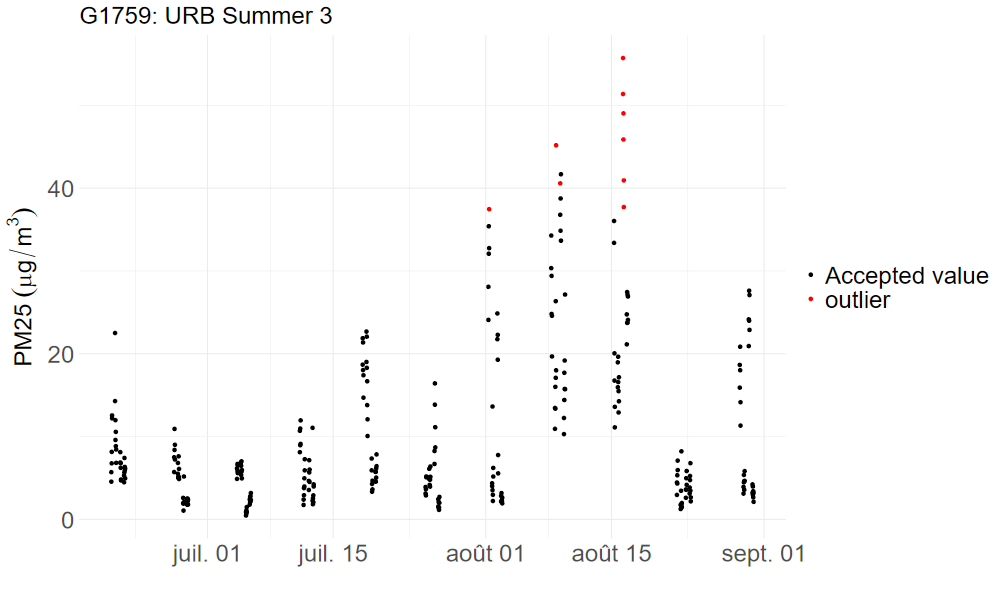 G1759: URB Summer 3
PM25 (μg/m³)
40
20
0
juil. 01
juil. 15
août 01
août 15
sept. 01
Accepted value
outlier